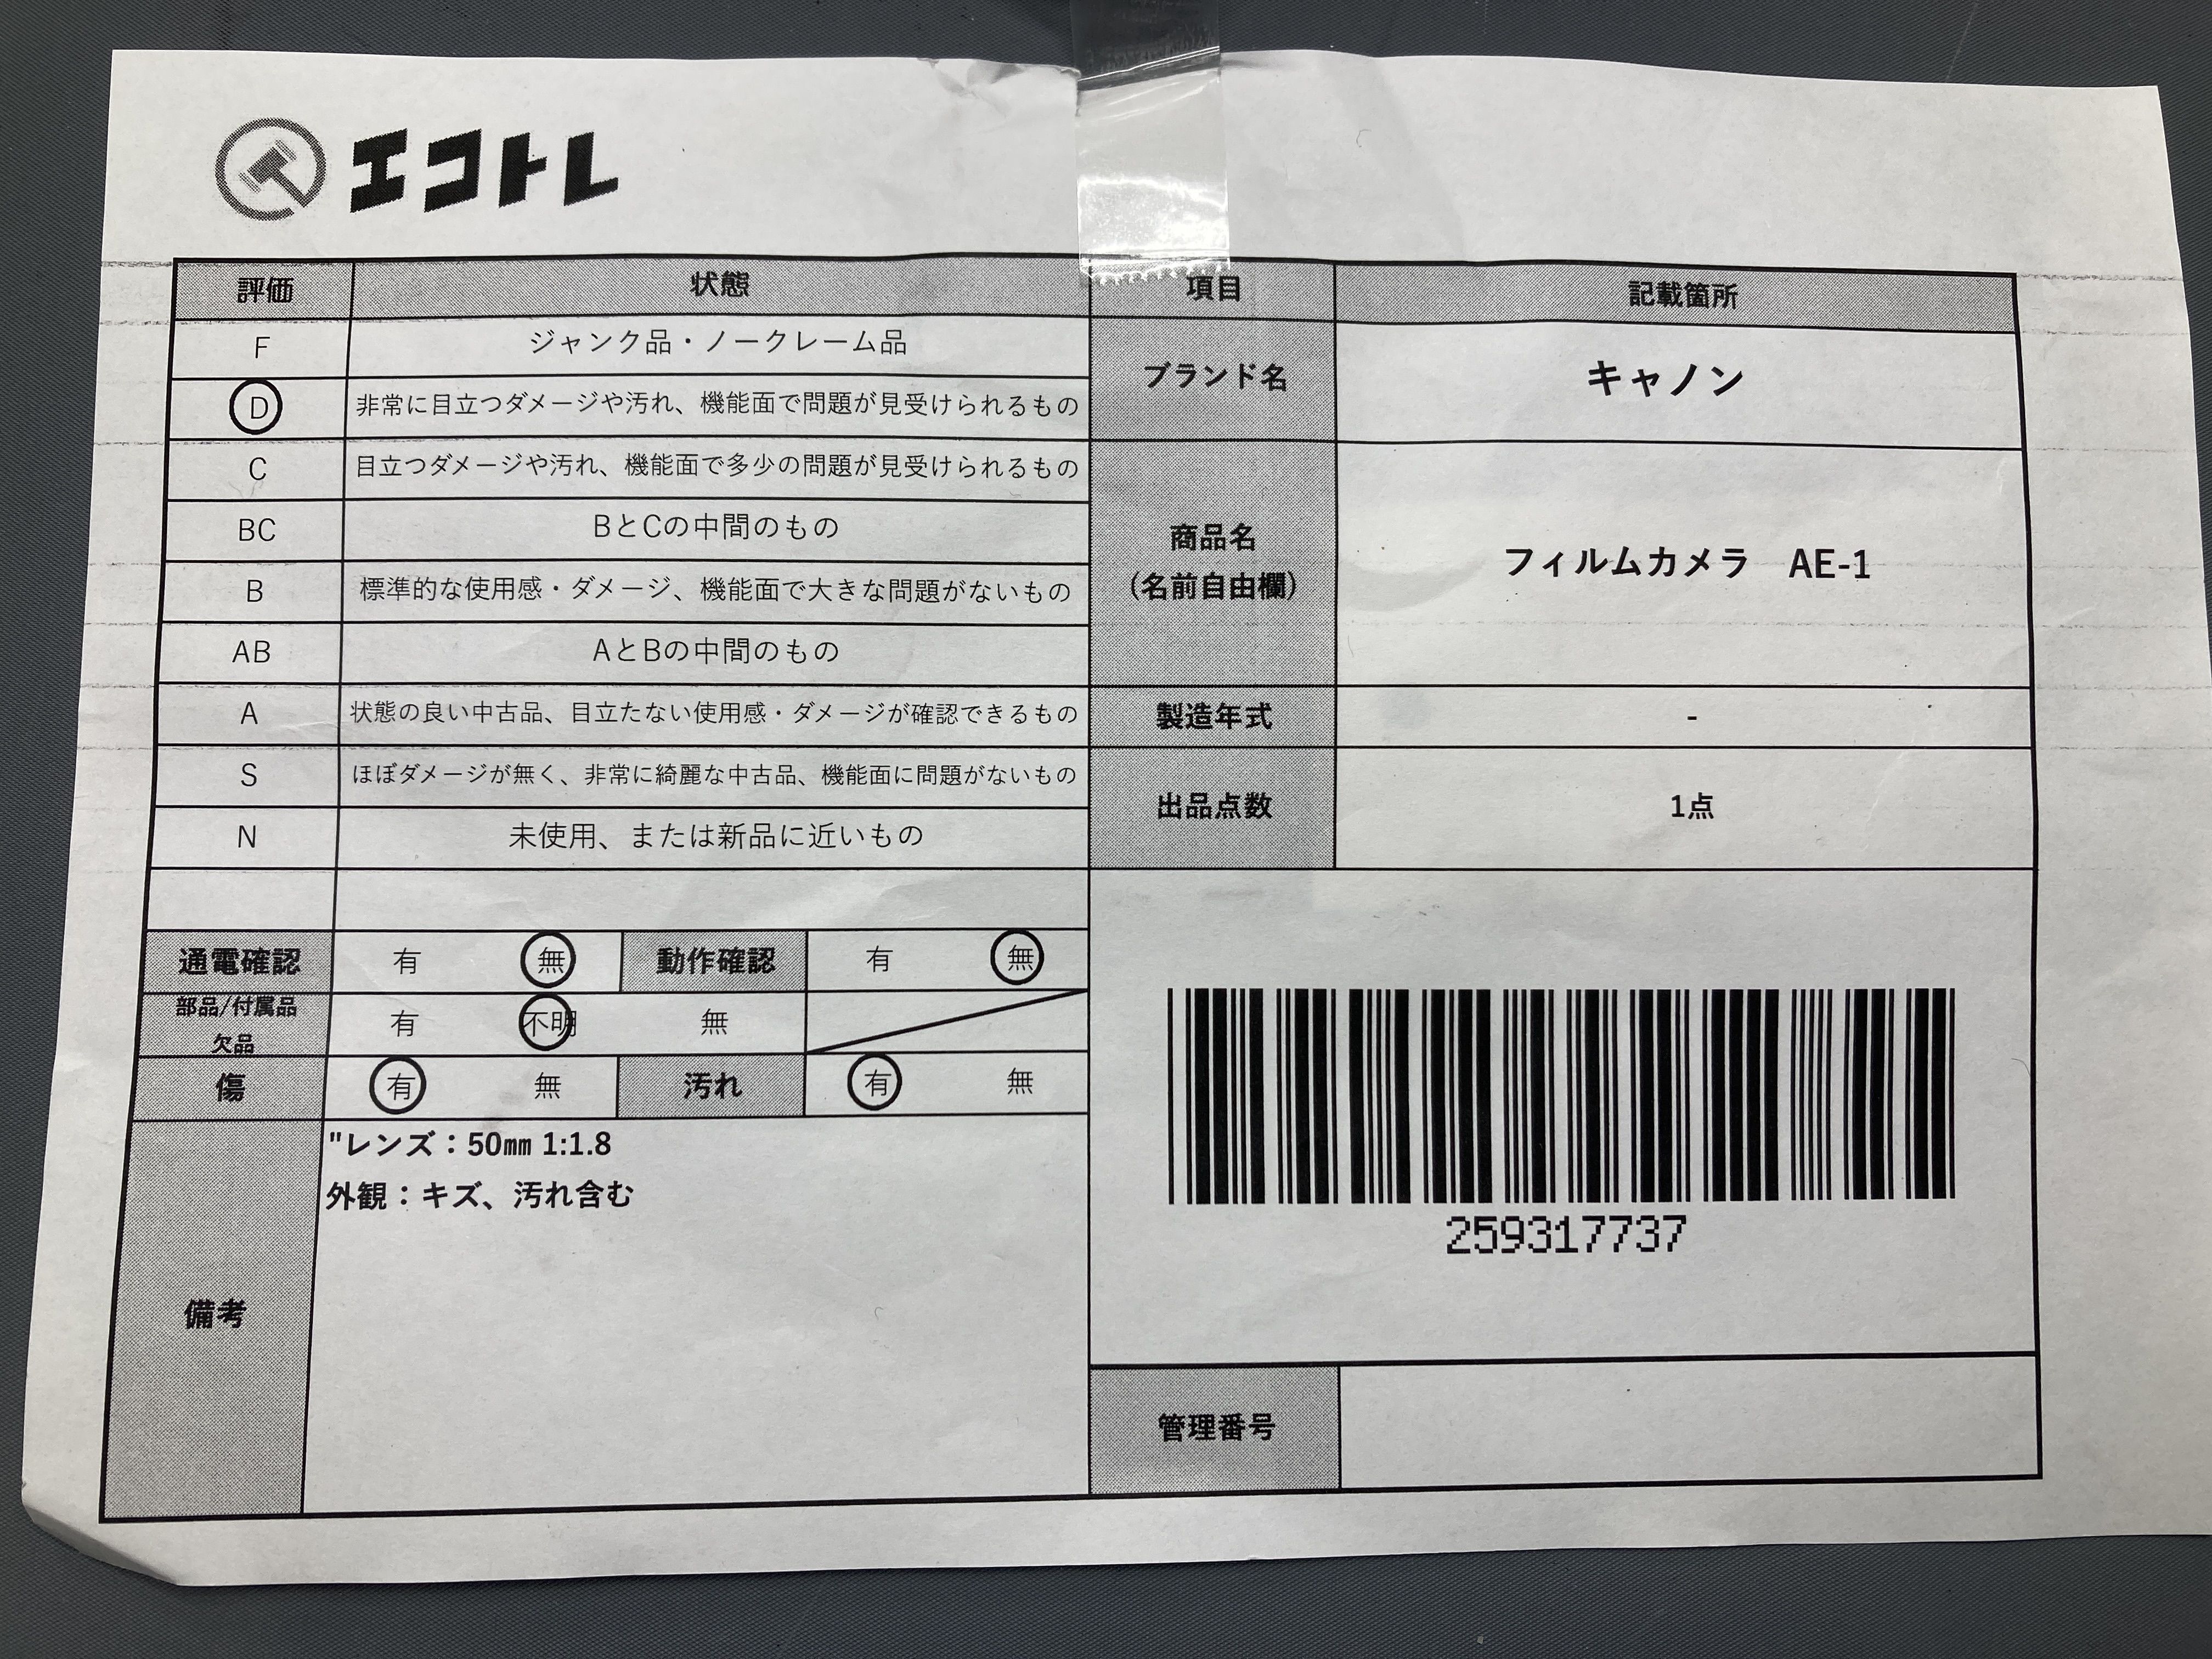 エコトレ
評価 状態 項目 記載箇所
F ジャンク品・ノークレーム品
D 非常に目立つダメージや汚れ、機能面で問題が見受けられるもの
ブランド名 キャノン
C 目立つダメージや汚れ、機能面で多少の問題が見受けられるもの
BC BとCの中間のもの
B 標準的な使用感・ダメージ、機能面で大きな問題がないもの
AB AとBの中間のもの
商品名
（名前自由欄）
フィルムカメラ　AE-1
A 状態の良い中古品、目立たない使用感・ダメージが確認できるもの
製造年式 -
S ほぼダメージが無く、非常に綺麗な中古品、機能面に問題がないもの
N 未使用、または新品に近いもの
出品点数 1点
通電確認 有 無 動作確認 有 無
部品/付属品
欠品
有 不明 無
傷 有 無 汚れ 有 無
備考
"レンズ：50㎜ 1:1.8
外観：キズ、汚れ含む
259317737
管理番号